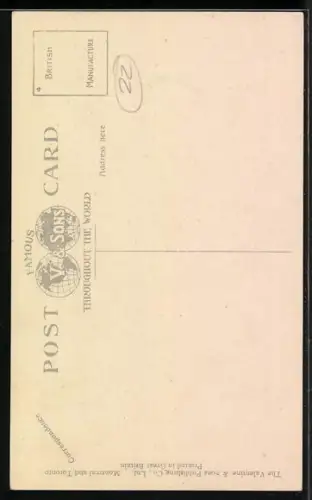 FAMOUS
POST V & SONS CARD
THROUGHOUT THE WORLD
BRITISH
MANUFACTURE
22
Correspondence
Address Here
The Valentine & Sons Publishing Co., Ltd. Montreal and Toronto
Printed in Great Britain